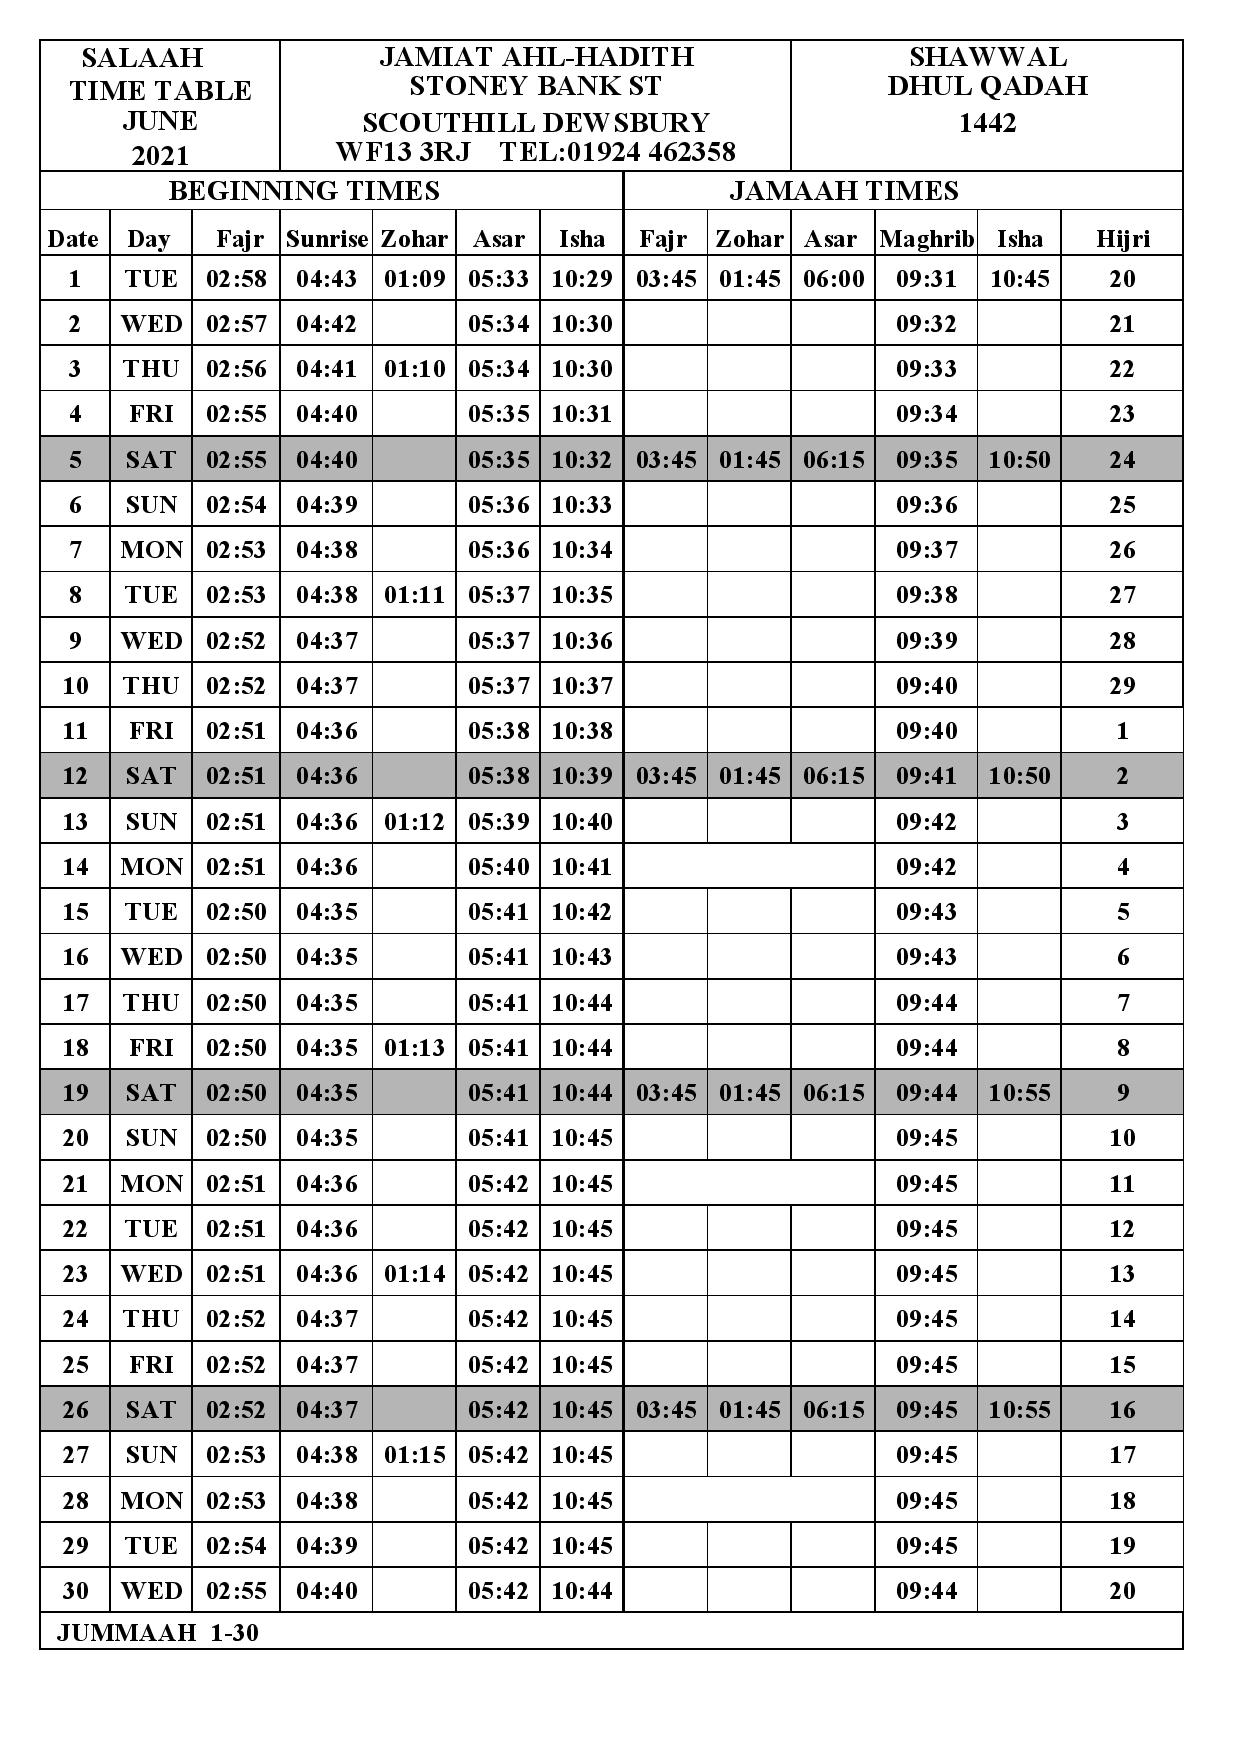 SALAAH
TIME TABLE
JUNE
2021
JAMIAT AHL-HADITH
STONEY BANK ST
SCOUTHILL DEWSBURY
WF13 3RJ TEL:01924 462358
SHAWWAL
DHUL QADAH
1442
BEGINNING TIMES JAMAAH TIMES
Date Day Fajr Sunrise Zohar Asar Isha Fajr Zohar Asar Maghrib Isha Hijri
1 TUE 02:58 04:43 01:09 05:33 10:29 03:45 01:45 06:00 09:31 10:45 20
2 WED 02:57 04:42 05:34 10:30 09:32 21
3 THU 02:56 04:41 01:10 05:34 10:30 09:33 22
4 FRI 02:55 04:40 05:35 10:31 09:34 23
5 SAT 02:55 04:40 05:35 10:32 03:45 01:45 06:15 09:35 10:50 24
6 SUN 02:54 04:39 05:36 10:33 09:36 25
7 MON 02:53 04:38 05:36 10:34 09:37 26
8 TUE 02:53 04:38 01:11 05:37 10:35 09:38 27
9 WED 02:52 04:37 05:37 10:36 09:39 28
10 THU 02:52 04:37 05:37 10:37 09:40 29
11 FRI 02:51 04:36 05:38 10:38 09:40 1
12 SAT 02:51 04:36 05:38 10:39 03:45 01:45 06:15 09:41 10:50 2
13 SUN 02:51 04:36 01:12 05:39 10:40 09:42 3
14 MON 02:51 04:36 05:40 10:41 09:42 4
15 TUE 02:50 04:35 05:41 10:42 09:43 5
16 WED 02:50 04:35 05:41 10:43 09:43 6
17 THU 02:50 04:35 05:41 10:44 09:44 7
18 FRI 02:50 04:35 01:13 05:41 10:44 09:44 8
19 SAT 02:50 04:35 05:41 10:44 03:45 01:45 06:15 09:44 10:55 9
20 SUN 02:50 04:35 05:41 10:45 09:45 10
21 MON 02:51 04:36 05:42 10:45 09:45 11
22 TUE 02:51 04:36 05:42 10:45 09:45 12
23 WED 02:51 04:36 01:14 05:42 10:45 09:45 13
24 THU 02:52 04:37 05:42 10:45 09:45 14
25 FRI 02:52 04:37 05:42 10:45 09:45 15
26 SAT 02:52 04:37 05:42 10:45 03:45 01:45 06:15 09:45 10:55 16
27 SUN 02:53 04:38 01:15 05:42 10:45 09:45 17
28 MON 02:53 04:38 05:42 10:45 09:45 18
29 TUE 02:54 04:39 05:42 10:45 09:45 19
30 WED 02:55 04:40 05:42 10:44 09:44 20
JUMMAAH 1-30